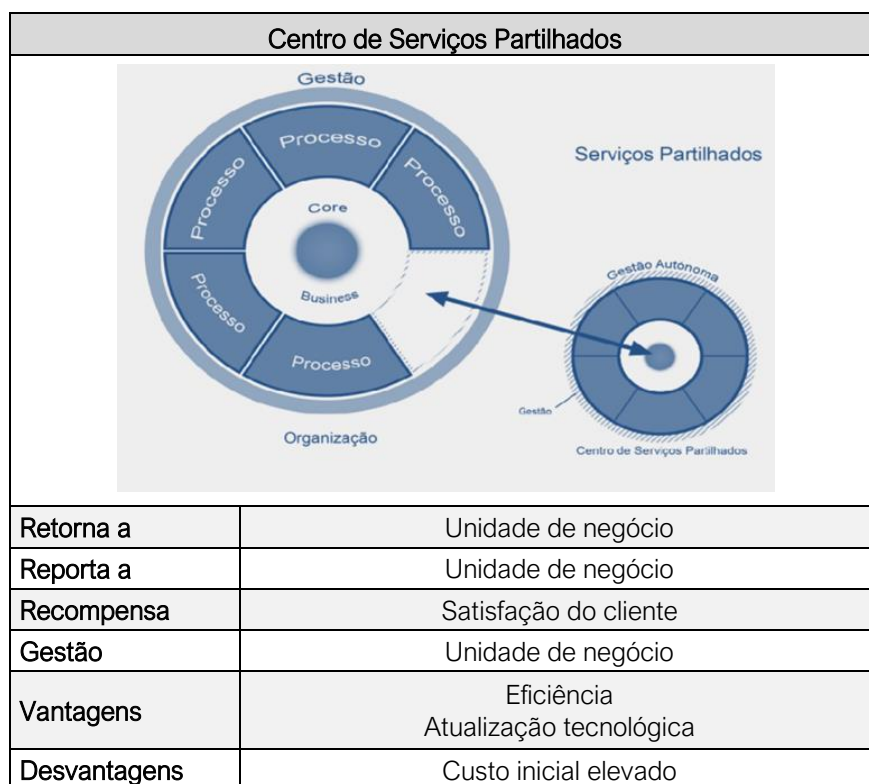 Centro de Serviços Partilhados
Gestão
Processo
Processo
Processo
Serviços Partilhados
Core
Business
Gestão Autónoma
Processo
Processo
Gestão
Organização
Centro de Serviços Partilhados
Retorna a Unidade de negócio
Reporta a Unidade de negócio
Recompensa Satisfação do cliente
Gestão Unidade de negócio
Vantagens Eficiência
Atualização tecnológica
Desvantagens Custo inicial elevado